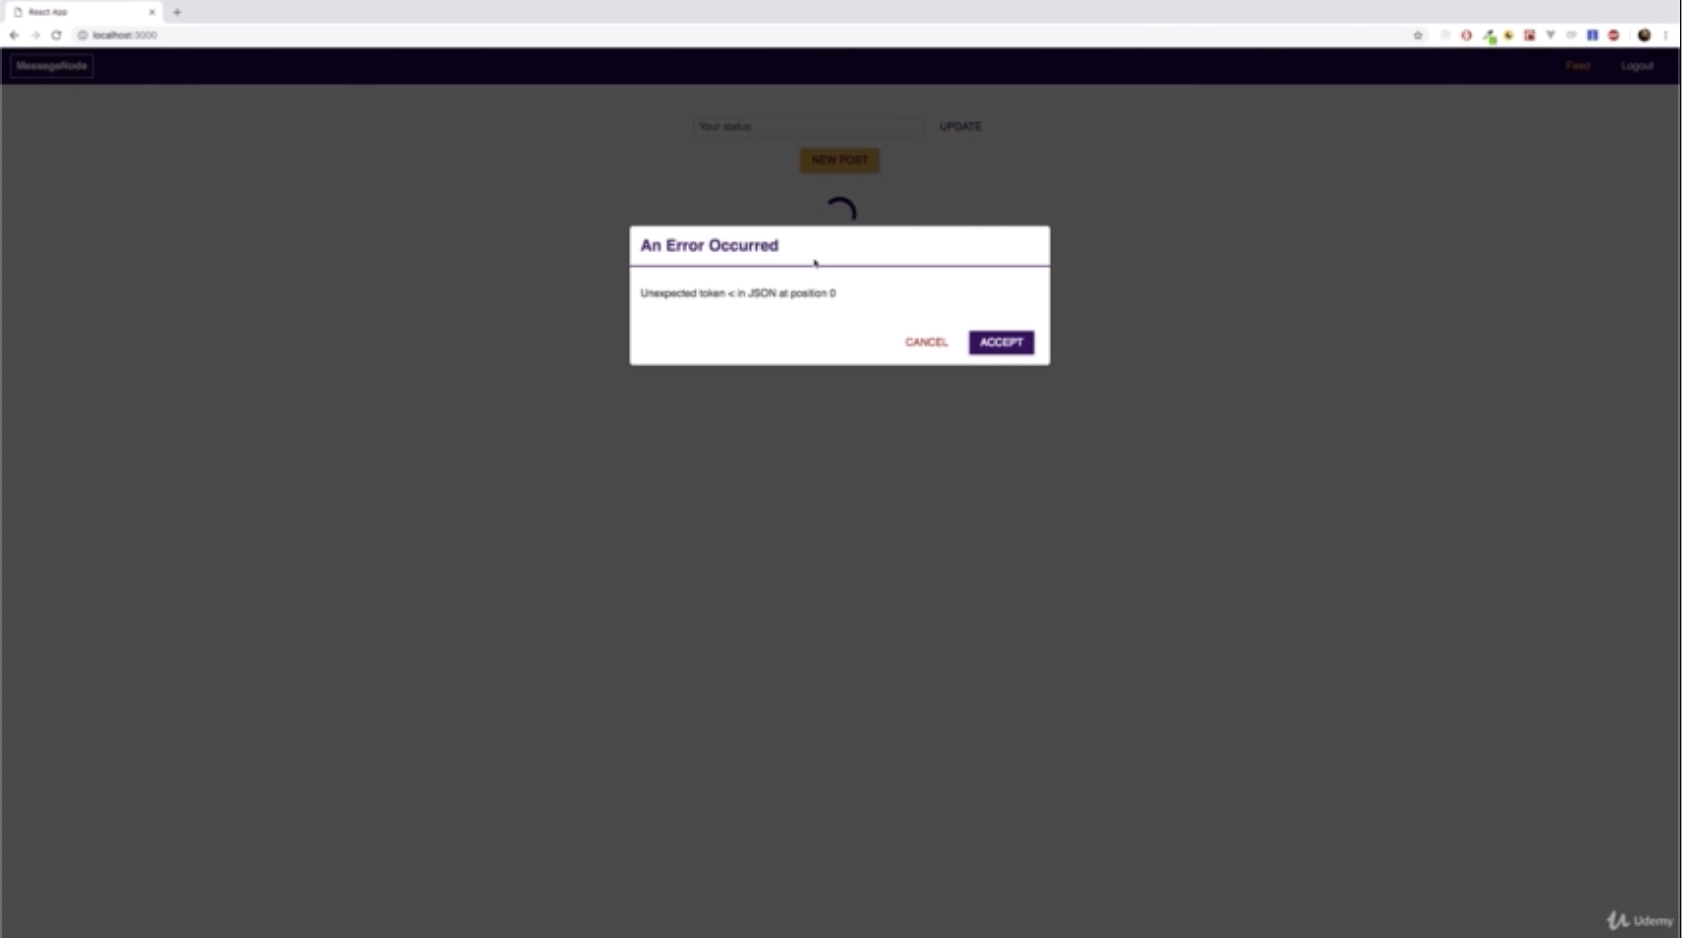 React App
localhost:3000
MessageNode
Feed
Logout
Your status
UPDATE
NEW POST
An Error Occurred
Unexpected token < in JSON at position 0
CANCEL
ACCEPT
Udemy